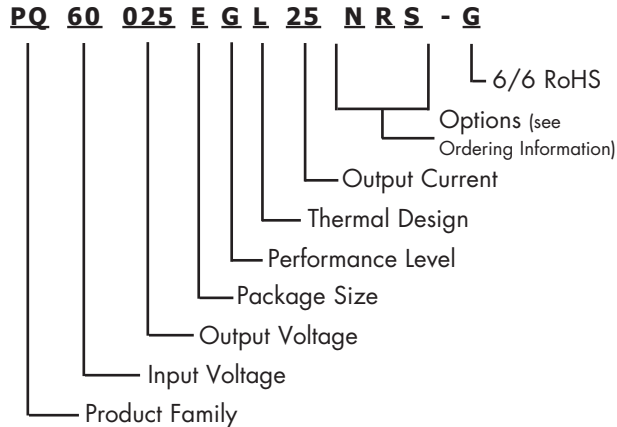 PQ 60 025 E G L 25 N R S - G
6/6 RoHS
Options (see
Ordering Information)
Output Current
Thermal Design
Performance Level
Package Size
Output Voltage
Input Voltage
Product Family